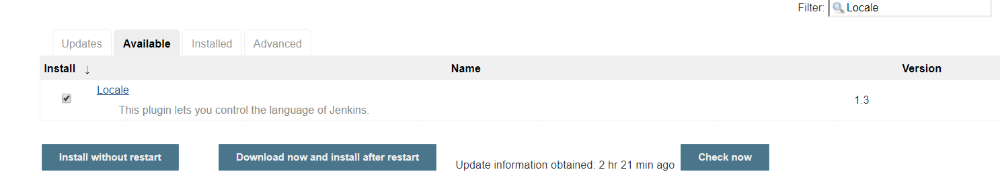 Filter: Locale
Updates Available Installed Advanced
Install ↓ Name Version
Locale
This plugin lets you control the language of Jenkins.
1.3
Install without restart Download now and install after restart Update information obtained: 2 hr 21 min ago Check now